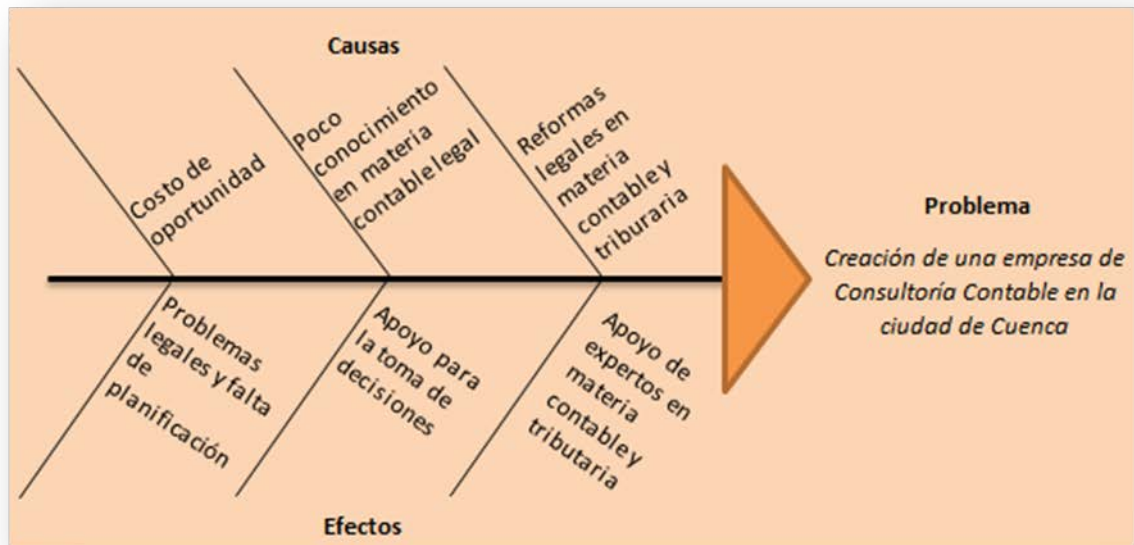 Causas
Costo de
oportunidad
Poco
conocimiento
en materia
contable legal
Reformas
legales en
materia
contable y
triburaria
Problema
Creación de una empresa de
Consultoría Contable en la
ciudad de Cuenca
Problemas
legales y falta
de
planificación
Apoyo para
la toma de
decisiones
Apoyo de
expertos en
materia
contable y
tributaria
Efectos